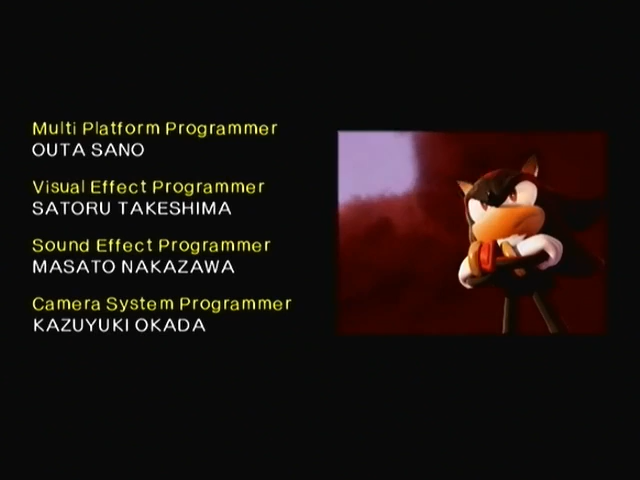 Multi Platform Programmer
OUTA SANO
Visual Effect Programmer
SATORU TAKESHIMA
Sound Effect Programmer
MASATO NAKAZAWA
Camera System Programmer
KAZUYUKI OKADA